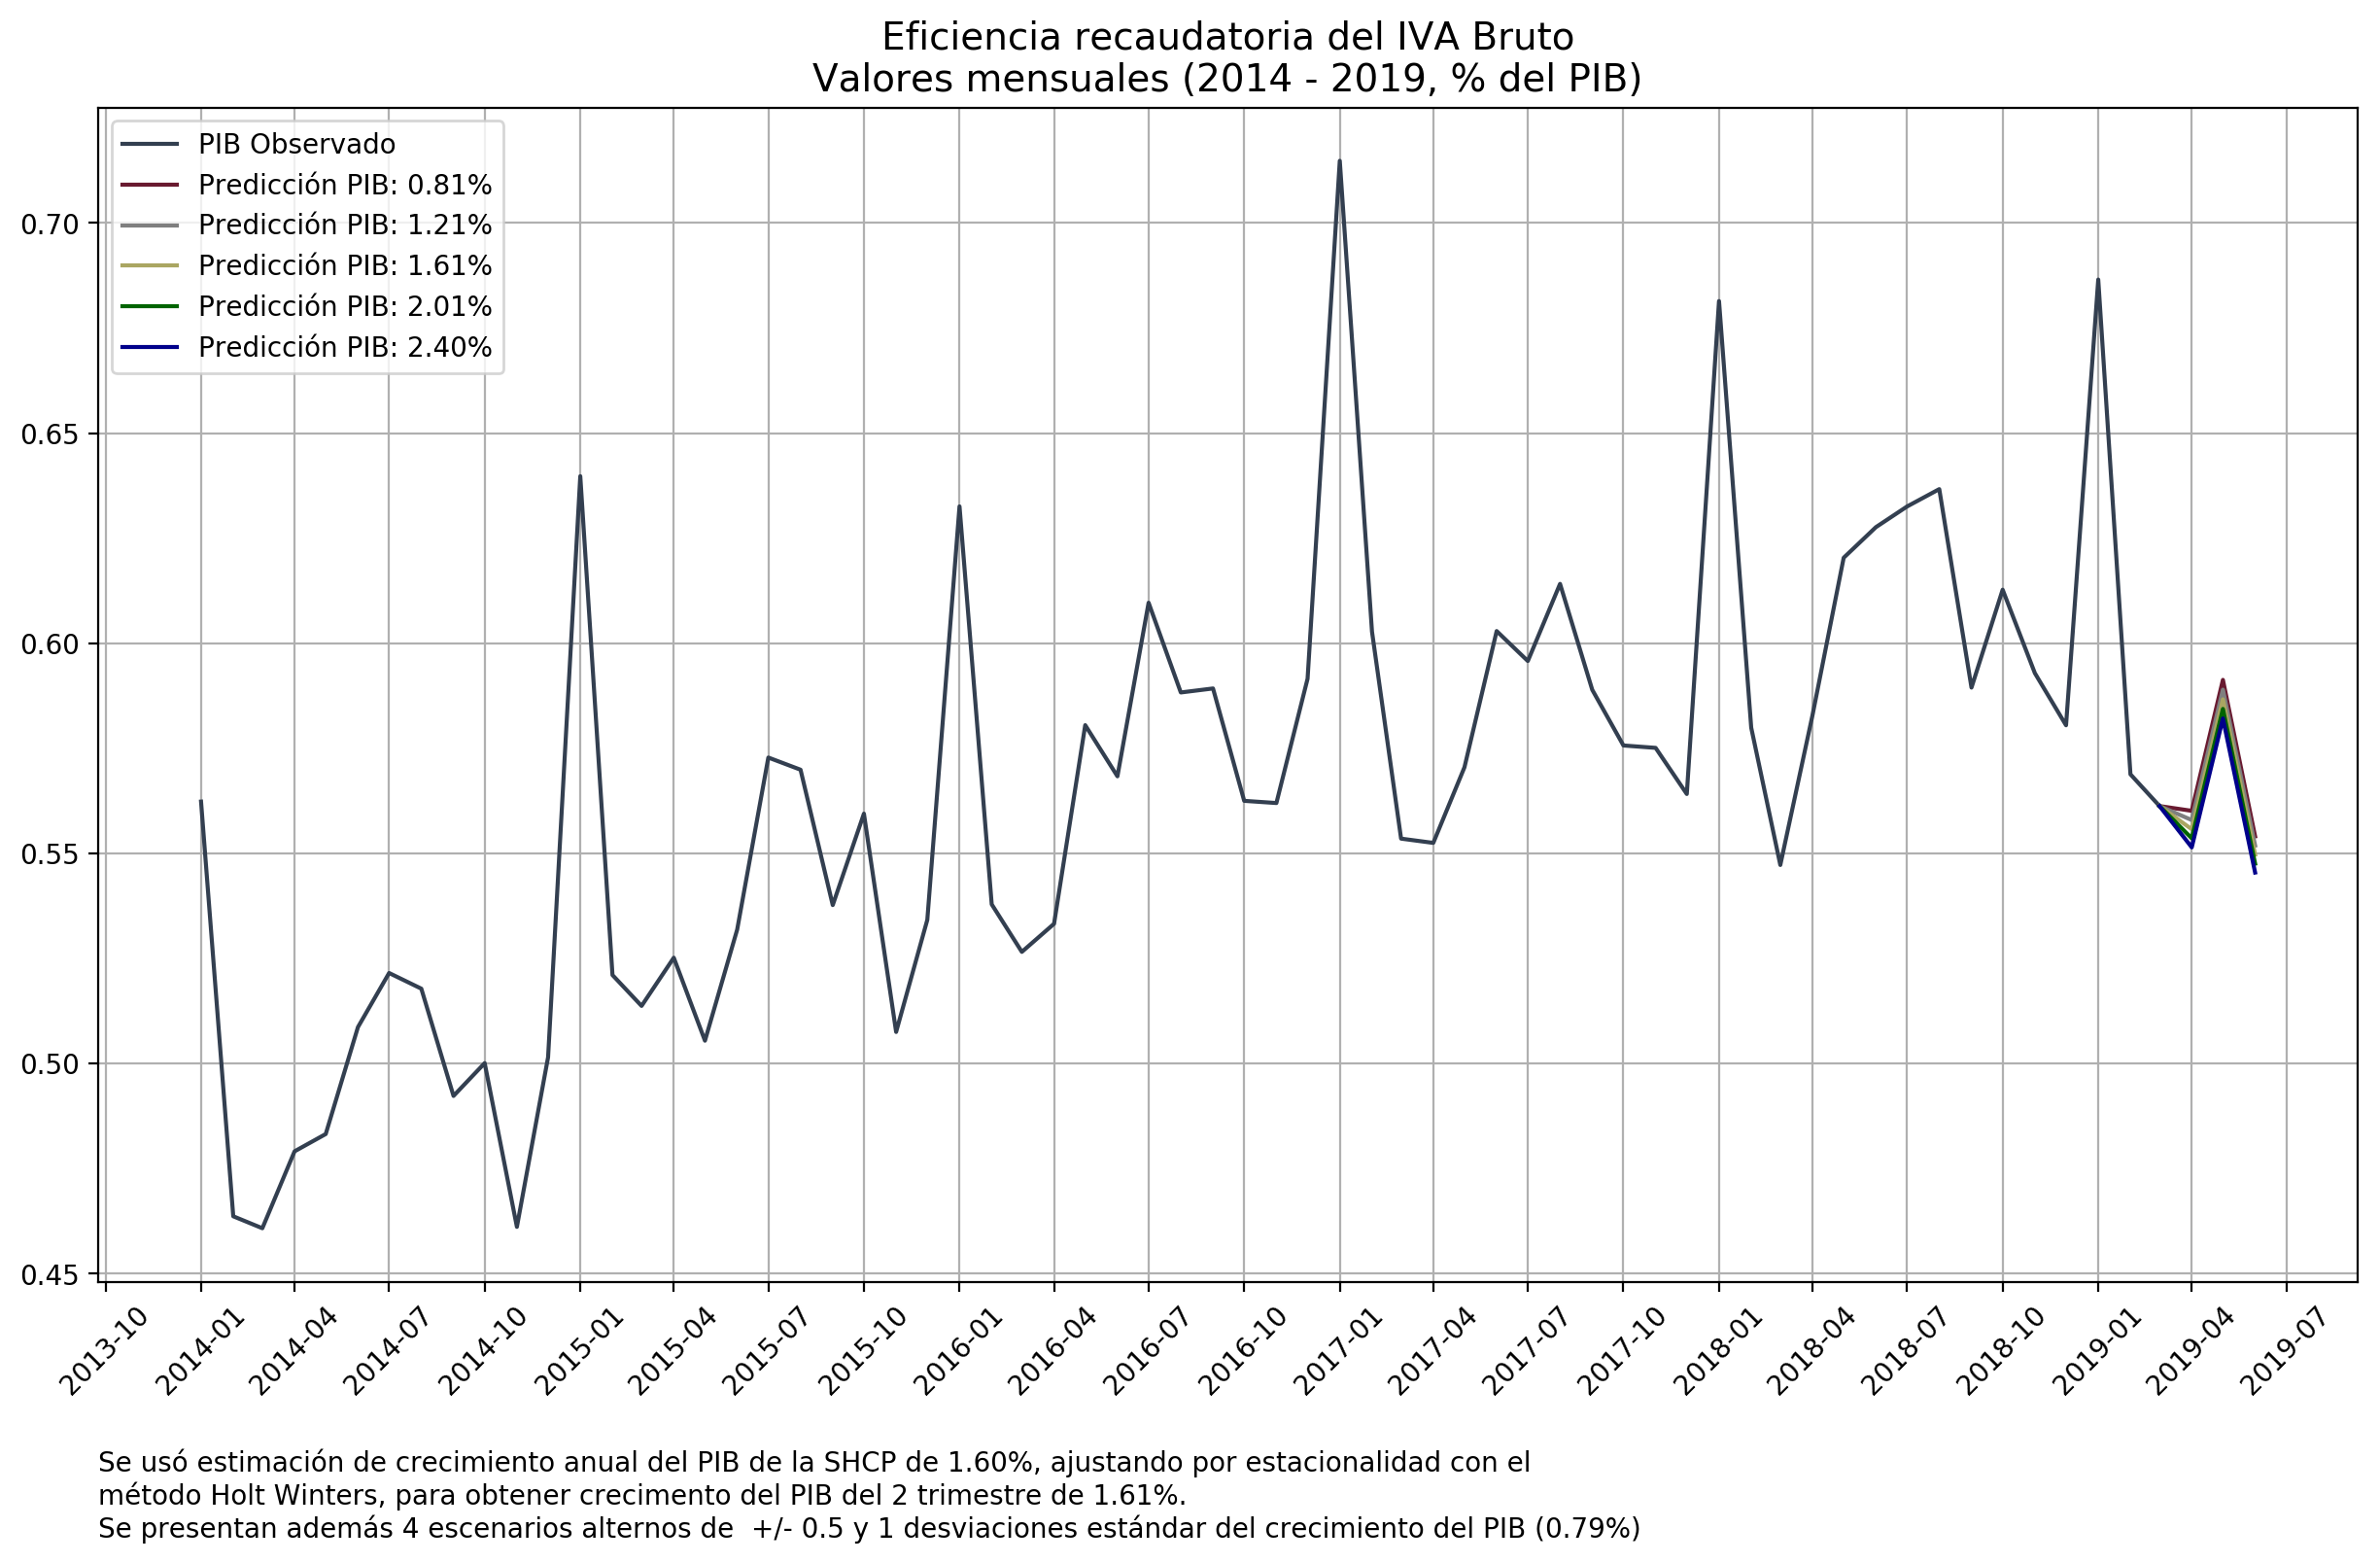 Eficiencia recaudatoria del IVA Bruto
Valores mensuales (2014 - 2019, % del PIB)
PIB Observado
Predicción PIB: 0.81%
Predicción PIB: 1.21%
Predicción PIB: 1.61%
Predicción PIB: 2.01%
Predicción PIB: 2.40%
0.70
0.65
0.60
0.55
0.50
0.45
2013-10
2014-01
2014-04
2014-07
2014-10
2015-01
2015-04
2015-07
2015-10
2016-01
2016-04
2016-07
2016-10
2017-01
2017-04
2017-07
2017-10
2018-01
2018-04
2018-07
2018-10
2019-01
2019-04
2019-07
Se usó estimación de crecimiento anual del PIB de la SHCP de 1.60%, ajustando por estacionalidad con el
método Holt Winters, para obtener crecimento del PIB del 2 trimestre de 1.61%.
Se presentan además 4 escenarios alternos de  +/- 0.5 y 1 desviaciones estándar del crecimiento del PIB (0.79%)